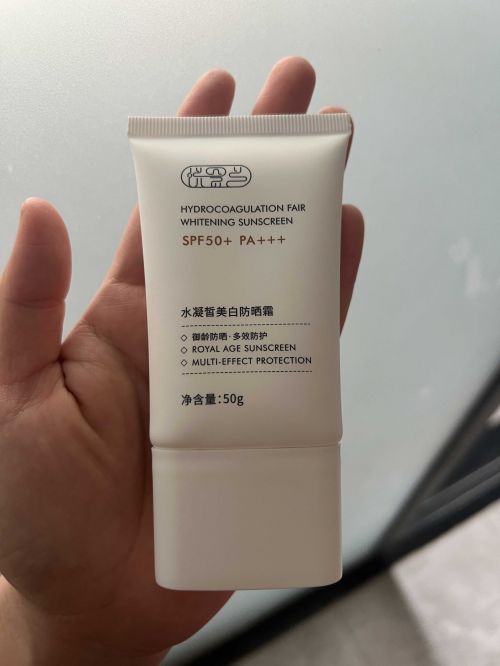 HYDROCOAGULATION FAIR
WHITENING SUNSCREEN
SPF50+ PA+++
水凝皙美白防晒霜
御龄防晒·多效防护
ROYAL AGE SUNSCREEN
MULTI-EFFECT PROTECTION
净含量:50g